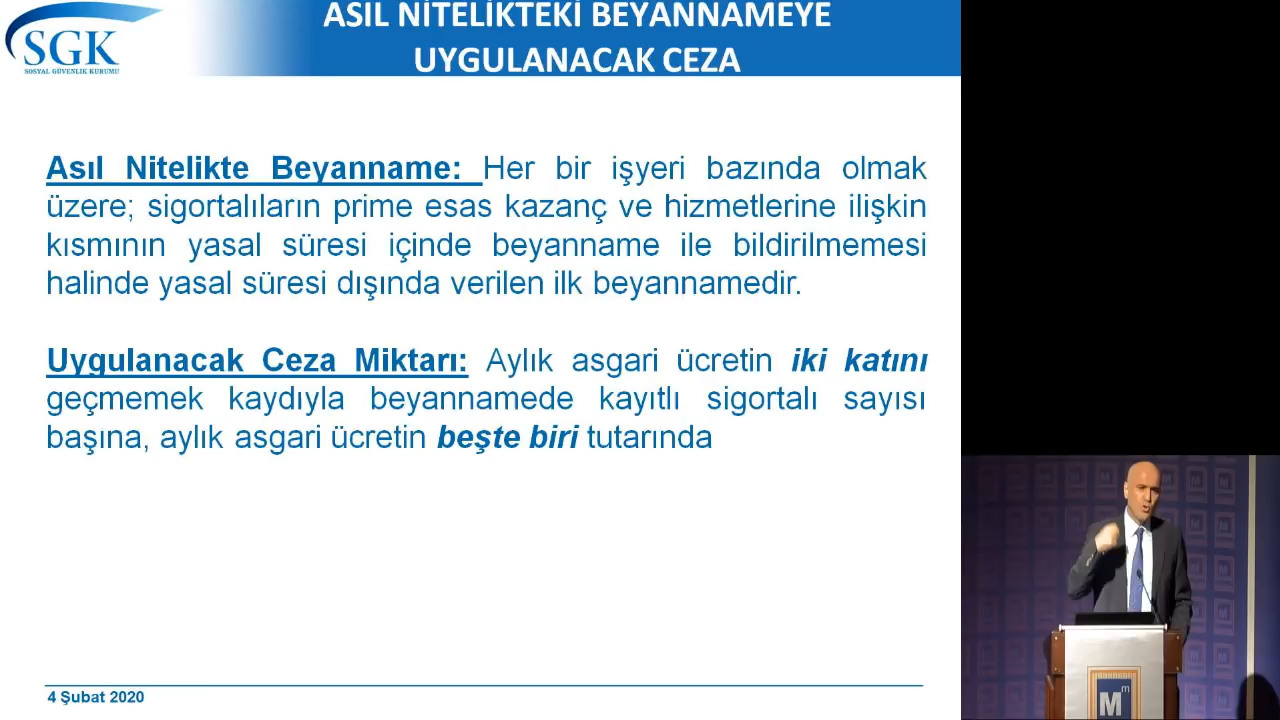 ASIL NİTELİKTEKİ BEYANNAMEYE
UYGULANACAK CEZA
SGK
SOSYAL GÜVENLİK KURUMU
Asıl Nitelikte Beyanname: Her bir işyeri bazında olmak
üzere; sigortalıların prime esas kazanç ve hizmetlerine ilişkin
kısmının yasal süresi içinde beyanname ile bildirilmemesi
halinde yasal süresi dışında verilen ilk beyannamedir.
Uygulanacak Ceza Miktarı: Aylık asgari ücretin iki katını
geçmemek kaydıyla beyannamede kayıtlı sigortalı sayısı
başına, aylık asgari ücretin beşte biri tutarında
4 Şubat 2020
Mm